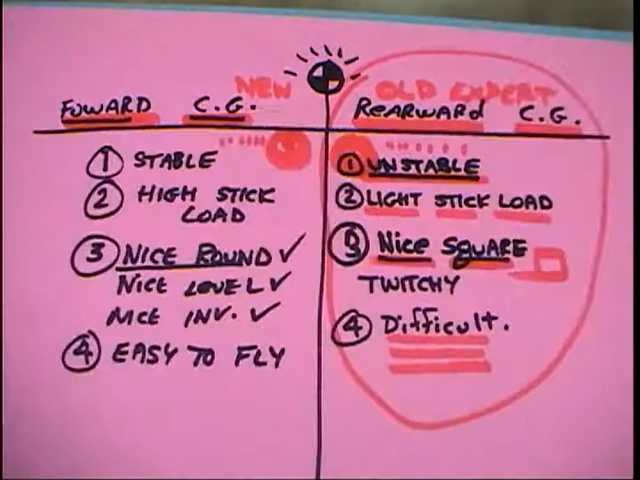 NEW
FOWARD C.G.
① STABLE
② HIGH STICK
LOAD
③ NICE ROUND ✓
NICE LEVEL ✓
NICE INV. ✓
④ EASY TO FLY
OLD EXPERT
REARWARD C.G.
① UNSTABLE
② LIGHT STICK LOAD
③ NICE SQUARE
TWITCHY
④ Difficult.